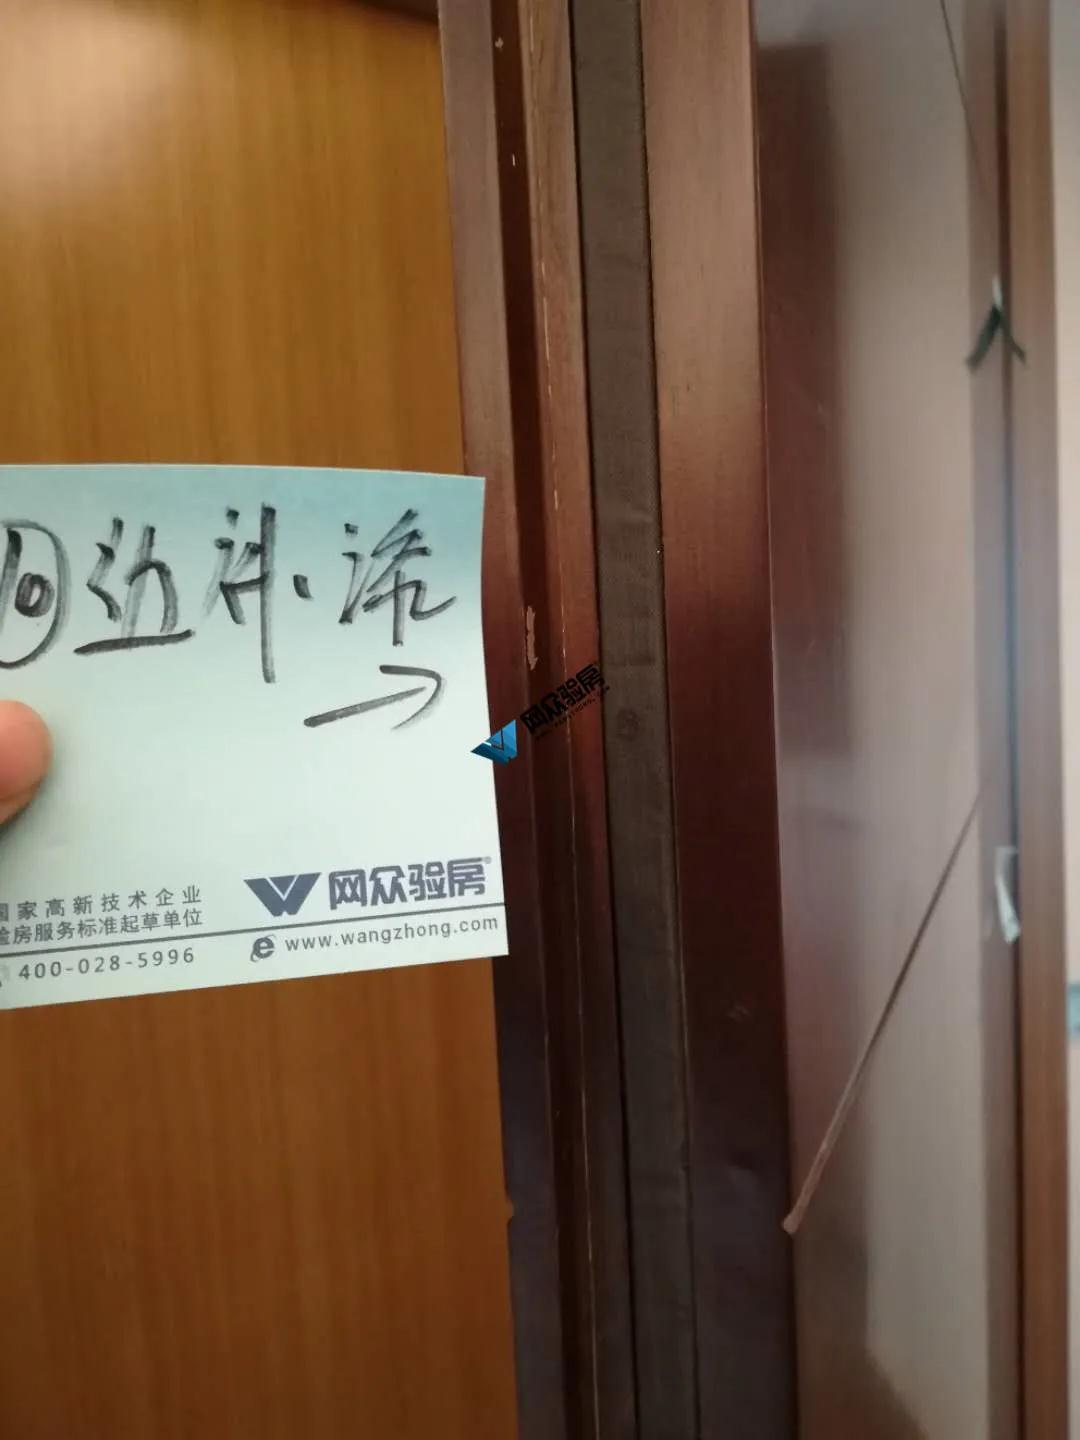 回边补、漆
网众验房
网众验房®
国家高新技术企业
验房服务标准起草单位
www.wangzhong.com
400-028-5996